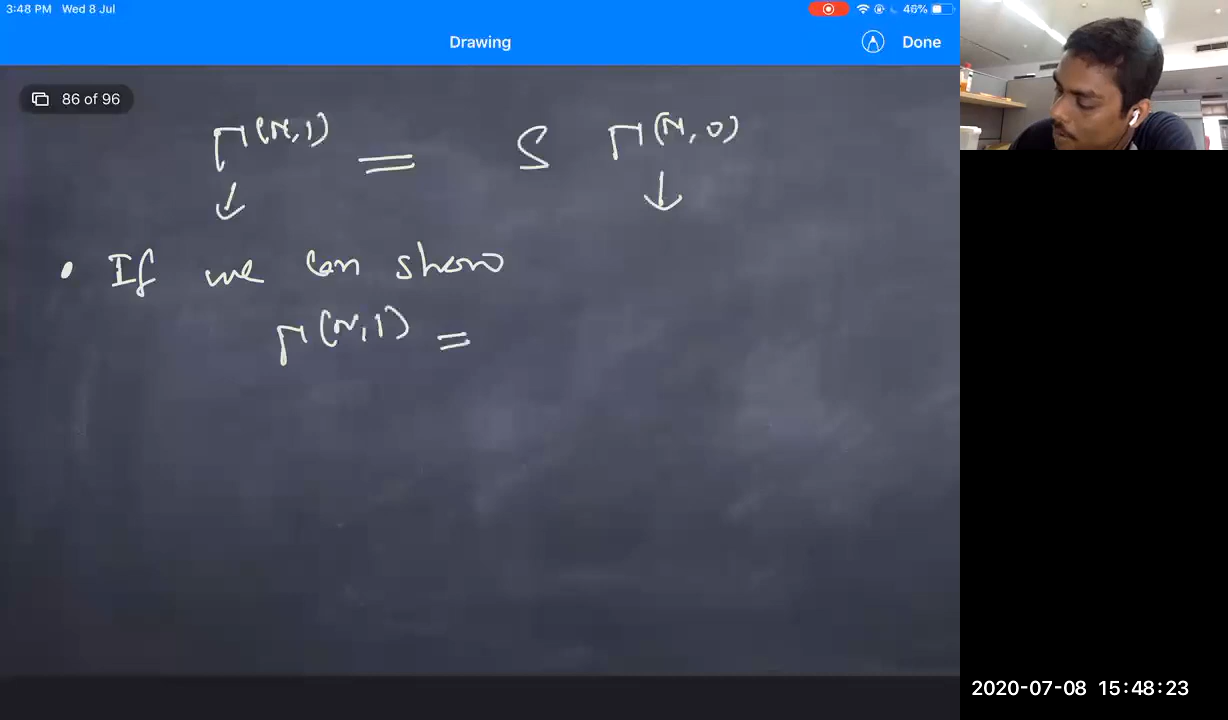 3:48 PM Wed 8 Jul 46%
Drawing Done
86 of 96
Γ^(N,1) = S Γ^(N,0)
• If we can show
Γ^(N,1) =
2020-07-08 15:48:23